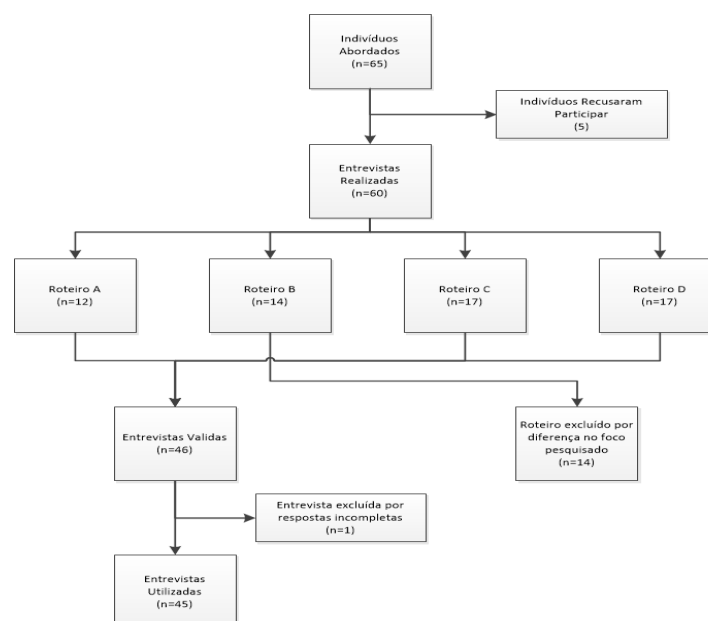 Indivíduos
Abordados
(n=65)
Indivíduos Recusaram
Participar
(5)
Entrevistas
Realizadas
(n=60)
Roteiro A
(n=12)
Roteiro B
(n=14)
Roteiro C
(n=17)
Roteiro D
(n=17)
Entrevistas Validas
(n=46)
Roteiro excluído por
diferença no foco
pesquisado
(n=14)
Entrevista excluída por
respostas incompletas
(n=1)
Entrevistas
Utilizadas
(n=45)